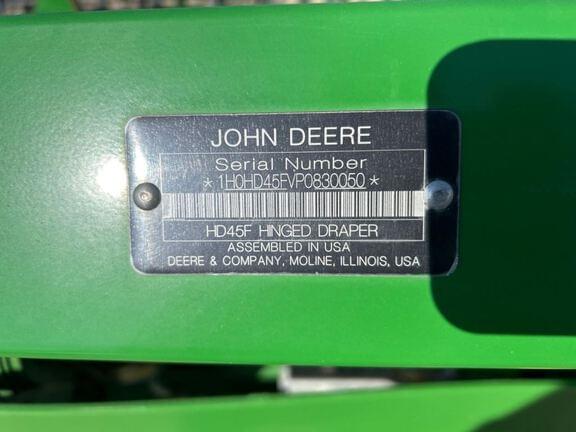 JOHN DEERE
Serial Number
*1H0HD45FVP0830050*
HD45F HINGED DRAPER
ASSEMBLED IN USA
DEERE & COMPANY, MOLINE, ILLINOIS, USA